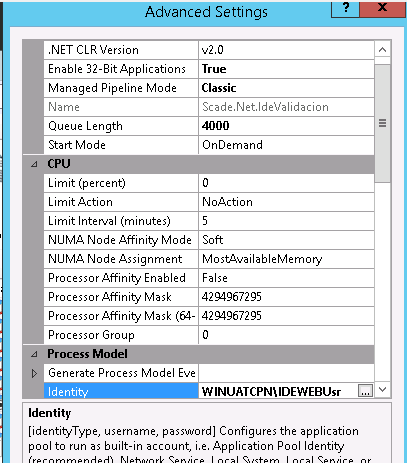 Advanced Settings
? x
.NET CLR Version v2.0
Enable 32-Bit Applications True
Managed Pipeline Mode Classic
Name Scade.Net.IdeValidacion
Queue Length 4000
Start Mode OnDemand
CPU
Limit (percent) 0
Limit Action NoAction
Limit Interval (minutes) 5
NUMA Node Affinity Mode Soft
NUMA Node Assignment MostAvailableMemory
Processor Affinity Enabled False
Processor Affinity Mask 4294967295
Processor Affinity Mask (64- 4294967295
Processor Group 0
Process Model
Generate Process Model Eve
Identity WINUATCPN\IDEWEBUsr ...
Identity
[identityType, username, password] Configures the application
pool to run as built-in account, i.e. Application Pool Identity
(recommended), Network Service, Local System, Local Service, or